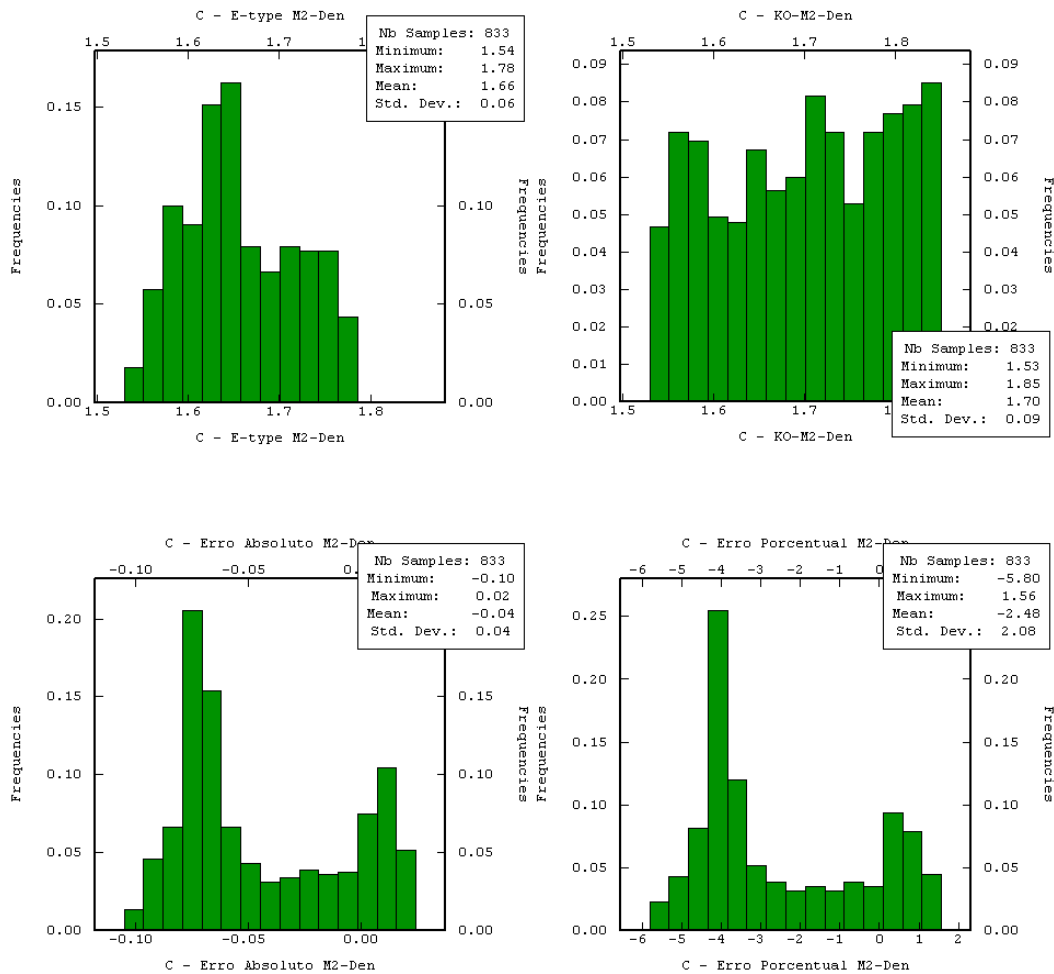 C - E-type M2-Den
1.5 1.6 1.7 1.8
Nb Samples: 833
Minimum: 1.54
Maximum: 1.78
Mean: 1.66
Std. Dev.: 0.06
0.15
0.10 0.10
0.05 0.05
0.00 0.00
Frequencies
Frequencies
1.5 1.6 1.7 1.8
C - E-type M2-Den
C - KO-M2-Den
1.5 1.6 1.7 1.8
0.09 0.09
0.08 0.08
0.07 0.07
0.06 0.06
0.05 0.05
0.04 0.04
0.03 0.03
0.02 0.02
0.01
0.00
Frequencies
Frequencies
Nb Samples: 833
Minimum: 1.53
Maximum: 1.85
Mean: 1.70
Std. Dev.: 0.09
1.5 1.6 1.7
C - KO-M2-Den
C - Erro Absoluto M2-Den
-0.10 -0.05
Nb Samples: 833
Minimum: -0.10
Maximum: 0.02
Mean: -0.04
Std. Dev.: 0.04
0.20
0.15 0.15
0.10 0.10
0.05 0.05
0.00 0.00
Frequencies
Frequencies
-0.10 -0.05 0.00
C - Erro Absoluto M2-Den
C - Erro Porcentual M2-Den
-6 -5 -4 -3 -2 -1 0
Nb Samples: 833
Minimum: -5.80
Maximum: 1.56
Mean: -2.48
Std. Dev.: 2.08
0.25
0.20 0.20
0.15 0.15
0.10 0.10
0.05 0.05
0.00 0.00
Frequencies
Frequencies
-6 -5 -4 -3 -2 -1 0 1 2
C - Erro Porcentual M2-Den